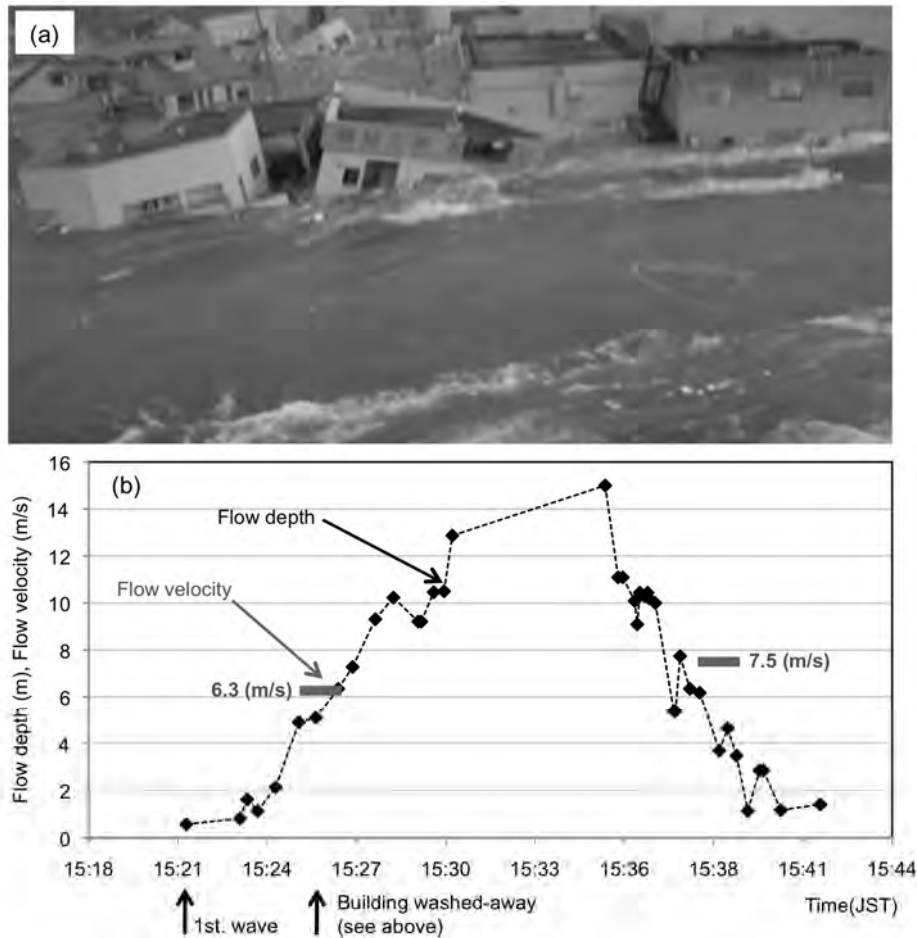 (a)
(b)
Flow depth (m), Flow velocity (m/s)
16
14
12
10
8
6
4
2
0
Flow depth
Flow velocity
6.3 (m/s)
7.5 (m/s)
15:18
15:21
15:24
15:27
15:30
15:33
15:36
15:38
15:41
15:44
1st. wave
Building washed-away
(see above)
Time(JST)